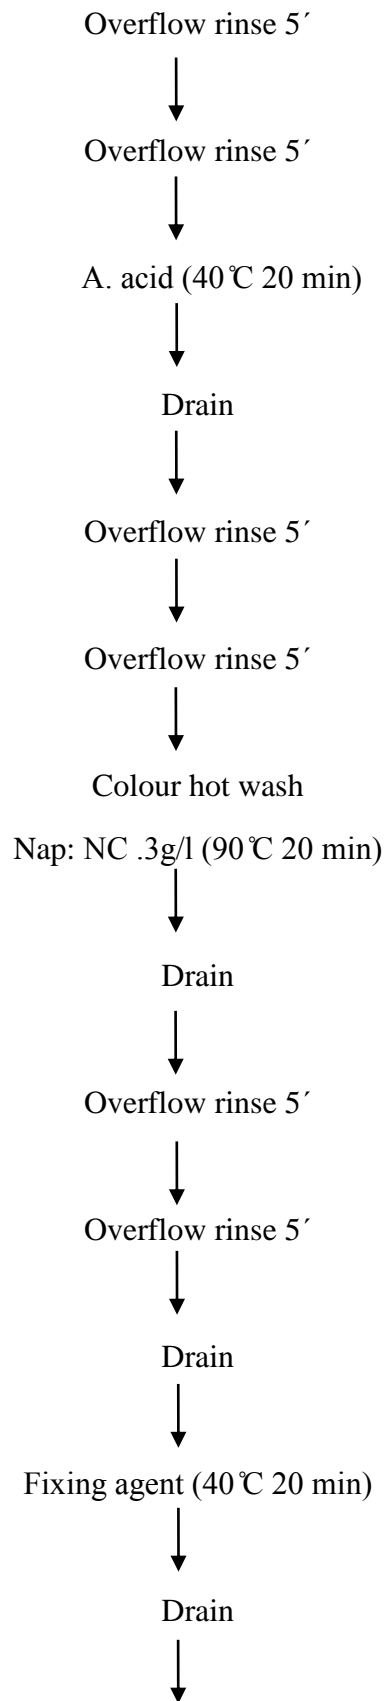 Overflow rinse 5´
Overflow rinse 5´
A. acid (40℃ 20 min)
Drain
Overflow rinse 5´
Overflow rinse 5´
Colour hot wash
Nap: NC .3g/l (90℃ 20 min)
Drain
Overflow rinse 5´
Overflow rinse 5´
Drain
Fixing agent (40℃ 20 min)
Drain